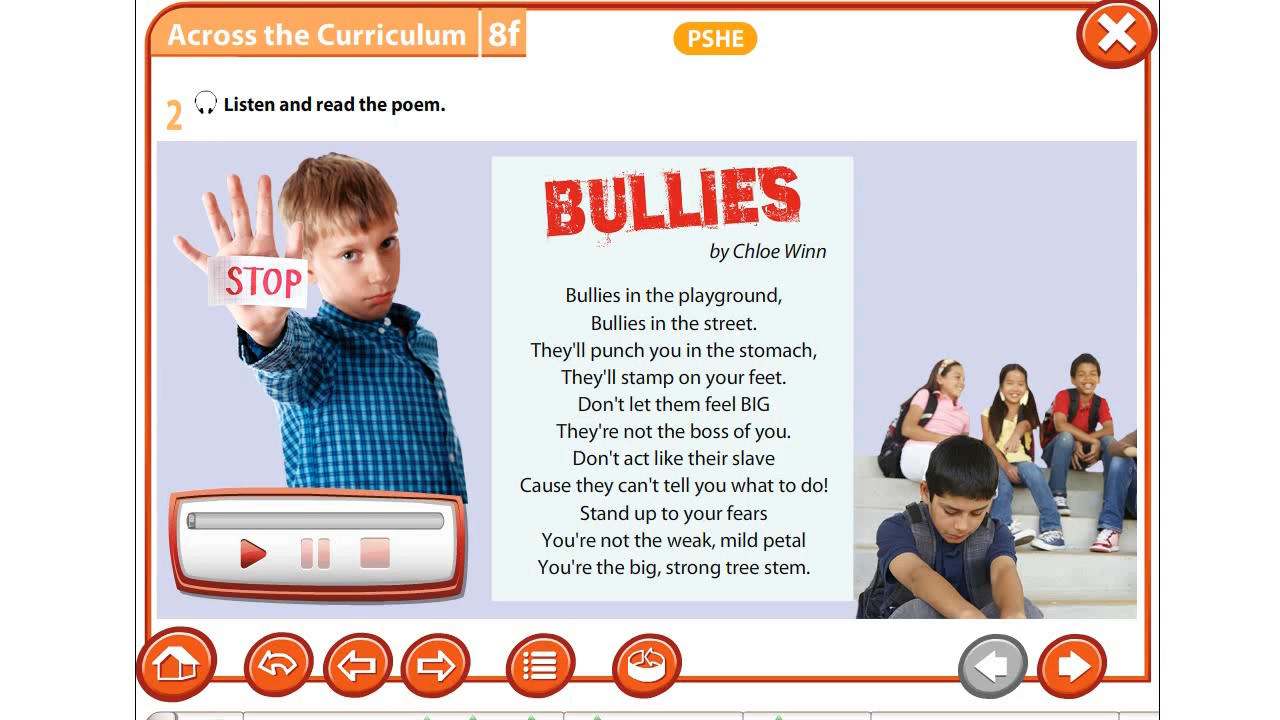 Across the Curriculum 8f
PSHE
2 Listen and read the poem.
STOP
BULLIES
by Chloe Winn
Bullies in the playground,
Bullies in the street.
They'll punch you in the stomach,
They'll stamp on your feet.
Don't let them feel BIG
They're not the boss of you.
Don't act like their slave
Cause they can't tell you what to do!
Stand up to your fears
You're not the weak, mild petal
You're the big, strong tree stem.